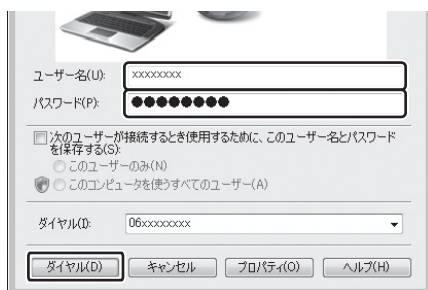 ユーザー名(U): xxxxxxxx
パスワード(P): ●●●●●●●●
次のユーザーが接続するとき使用するために、このユーザー名とパスワード
を保存する(S):
このユーザーのみ(N)
このコンピュータを使うすべてのユーザー(A)
ダイヤル(I): 06xxxxxxxx
ダイヤル(D) キャンセル プロパティ(O) ヘルプ(H)